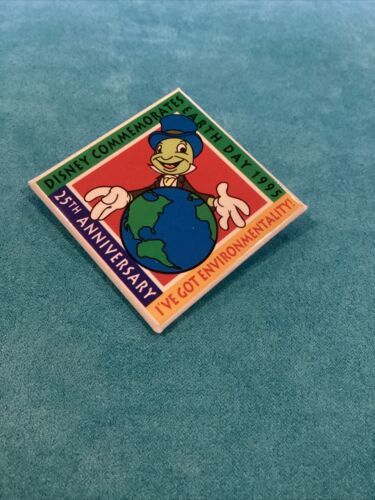 DISNEY COMMEMORATES
EARTH DAY 1995
25TH ANNIVERSARY
I'VE GOT ENVIRONMENTALITY!